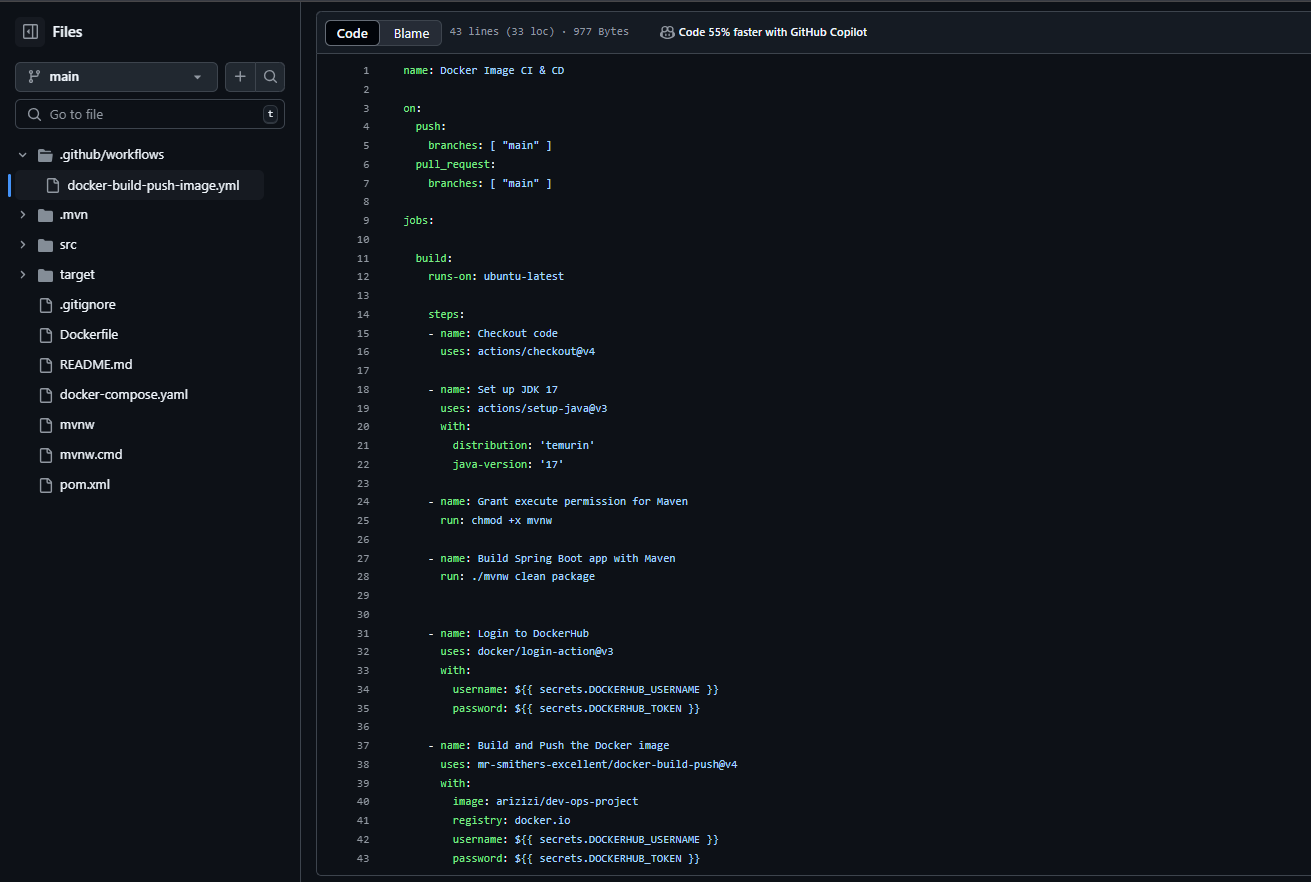 Files
main
Go to file
t
.github/workflows
docker-build-push-image.yml
.mvn
src
target
.gitignore
Dockerfile
README.md
docker-compose.yaml
mvnw
mvnw.cmd
pom.xml
Code Blame 43 lines (33 loc) · 977 Bytes Code 55% faster with GitHub Copilot
1 name: Docker Image CI & CD
2
3 on:
4   push:
5     branches: [ "main" ]
6   pull_request:
7     branches: [ "main" ]
8
9 jobs:
10
11   build:
12     runs-on: ubuntu-latest
13
14     steps:
15     - name: Checkout code
16       uses: actions/checkout@v4
17
18     - name: Set up JDK 17
19       uses: actions/setup-java@v3
20       with:
21         distribution: 'temurin'
22         java-version: '17'
23
24     - name: Grant execute permission for Maven
25       run: chmod +x mvnw
26
27     - name: Build Spring Boot app with Maven
28       run: ./mvnw clean package
29
30
31     - name: Login to DockerHub
32       uses: docker/login-action@v3
33       with:
34         username: ${{ secrets.DOCKERHUB_USERNAME }}
35         password: ${{ secrets.DOCKERHUB_TOKEN }}
36
37     - name: Build and Push the Docker image
38       uses: mr-smithers-excellent/docker-build-push@v4
39       with:
40         image: arizizi/dev-ops-project
41         registry: docker.io
42         username: ${{ secrets.DOCKERHUB_USERNAME }}
43         password: ${{ secrets.DOCKERHUB_TOKEN }}